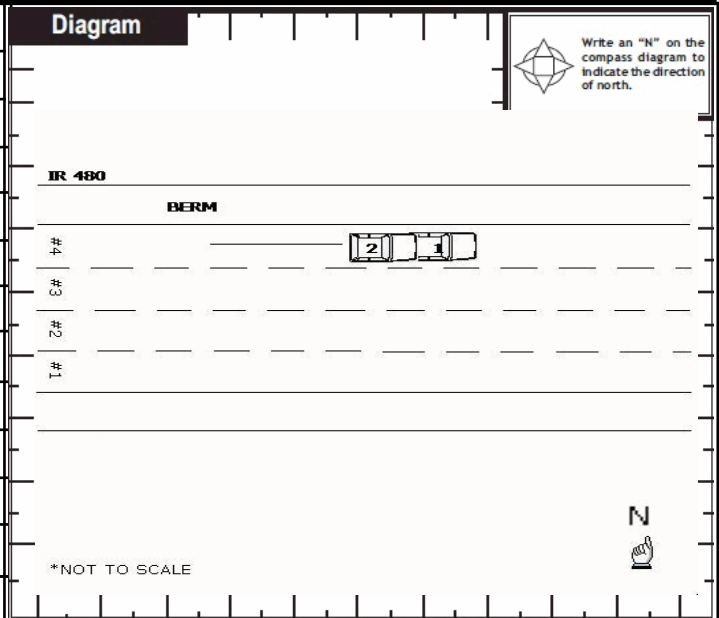 Diagram
Write an “N” on the
compass diagram to
indicate the direction
of north.
IR 480
BERM
#4
2
1
#3
#2
#1
N
*NOT TO SCALE